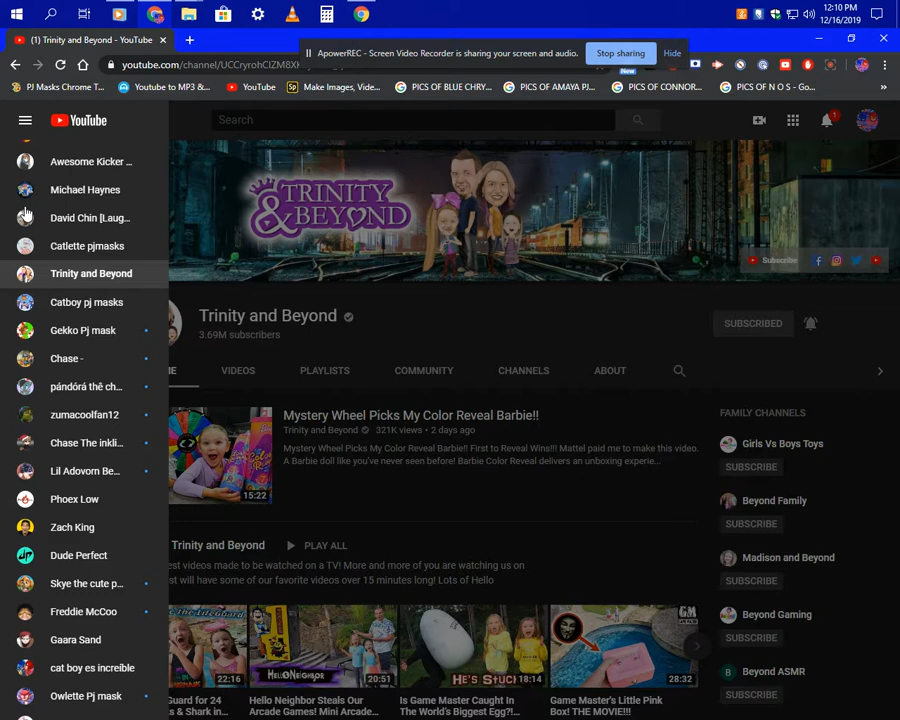 12:10 PM
12/16/2019
(1) Trinity and Beyond - YouTube
ApowerREC - Screen Video Recorder is sharing your screen and audio.
Stop sharing
Hide
youtube.com/channel/UCCryrohCIZM8X
New
PJ Masks Chrome T...
Youtube to MP3 &...
YouTube
Make Images, Vide...
PICS OF BLUE CHRY...
PICS OF AMAYA PJ...
PICS OF CONNOR...
PICS OF N O S - Go...
YouTube
Search
1
Awesome Kicker ...
Michael Haynes
David Chin [Laug...
Catlette pjmasks
Trinity and Beyond
Catboy pj masks
Gekko Pj mask
Chase -
pándórá thē ch...
zumacoolfan12
Chase The inkli...
Lil Adovorn Be...
Phoex Low
Zach King
Dude Perfect
Skye the cute p...
Freddie McCoo
Gaara Sand
cat boy es increíble
Owlette Pj mask
TRINITY
& BEYOND
Subscribe
Trinity and Beyond
3.69M subscribers
SUBSCRIBED
ME
VIDEOS
PLAYLISTS
COMMUNITY
CHANNELS
ABOUT
Mystery Wheel Picks My Color Reveal Barbie!!
Trinity and Beyond 321K views • 2 days ago
Mystery Wheel Picks My Color Reveal Barbie!! First to Reveal Wins!!! Mattel paid me to make this video.
A Barbie doll like you've never seen before! Barbie Color Reveal delivers an unboxing experie...
15:22
Trinity and Beyond
PLAY ALL
est videos made to be watched on a TV! More and more of you are watching us on
st will have some of our favorite videos over 15 minutes long! Lots of Hello
22:16
HELLO NEIGHBOR
20:51
HE'S STUCK
18:14
GM
28:32
Guard for 24
s & Shark in...
Hello Neighbor Steals Our
Arcade Games! Mini Arcade...
Is Game Master Caught In
The World's Biggest Egg?!...
Game Master's Little Pink
Box! THE MOVIE!!!
FAMILY CHANNELS
Girls Vs Boys Toys
SUBSCRIBE
Beyond Family
SUBSCRIBE
Madison and Beyond
SUBSCRIBE
Beyond Gaming
SUBSCRIBE
B
Beyond ASMR
SUBSCRIBE